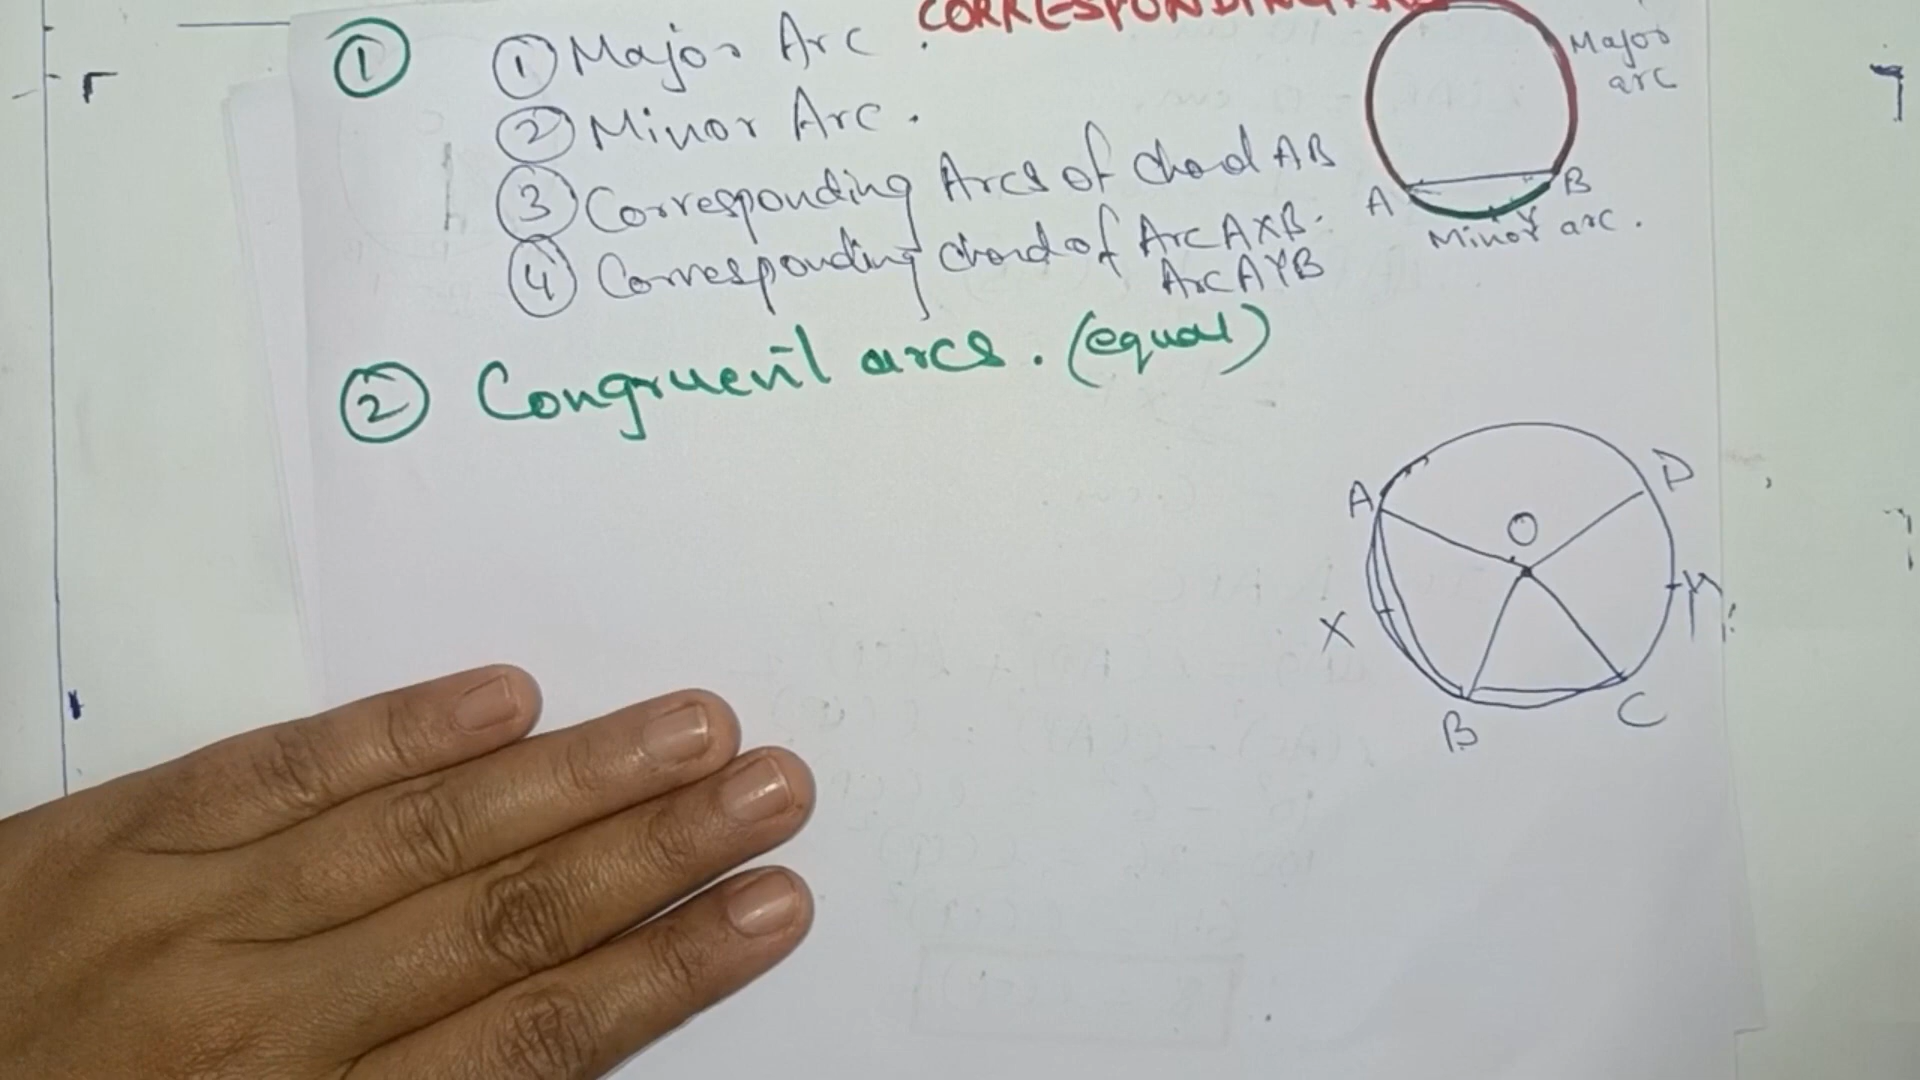 CORRESPONDING
① ① Major Arc.
② Minor Arc.
③ Corresponding Arcs of chord AB
④ Corresponding chord of Arc AXB.
Arc AYB
Major
arc
A
B
Y
Minor arc.
② Congruent arcs. (equal)
A
D
O
X
M
B
C